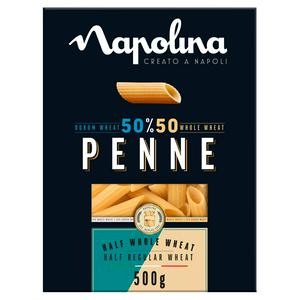 Napolina
CREATO A NAPOLI
DURUM WHEAT 50%50 WHOLE WHEAT
PENNE
HALF WHOLE WHEAT
HALF REGULAR WHEAT
500g